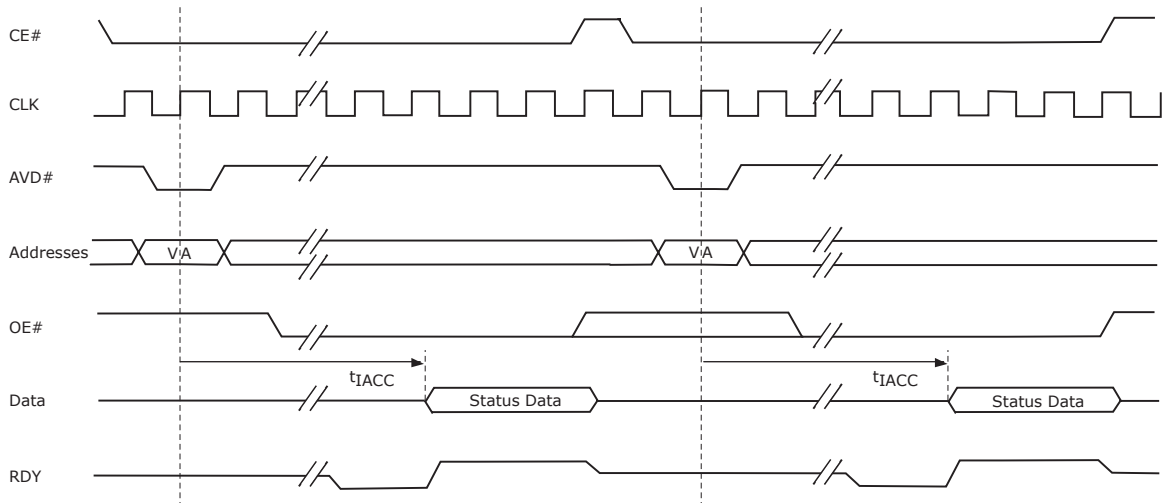 CE#
CLK
AVD#
Addresses
VA
VA
OE#
tIACC
tIACC
Data
Status Data
Status Data
RDY